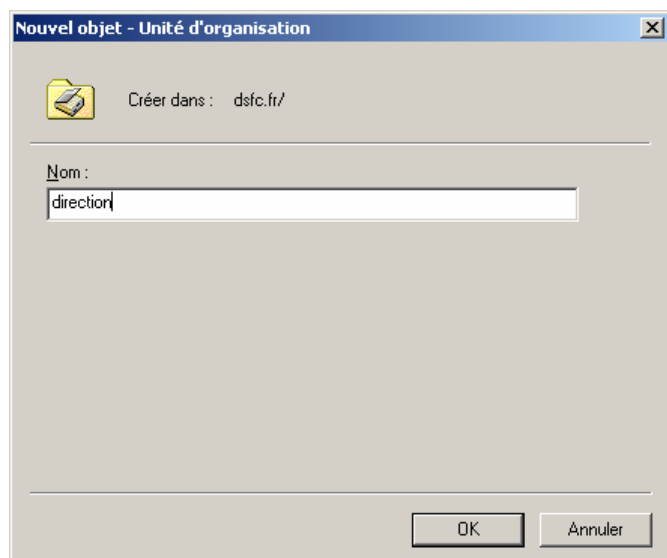 Nouvel objet - Unité d'organisation
Créer dans : dsfc.fr/
Nom :
direction
OK Annuler